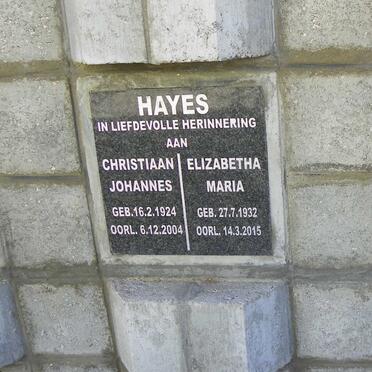 HAYES
IN LIEFDEVOLLE HERINNERING
AAN
CHRISTIAAN ELIZABETHA
JOHANNES MARIA
GEB.16.2.1924 GEB. 27.7.1932
OORL. 6.12.2004 OORL. 14.3.2015